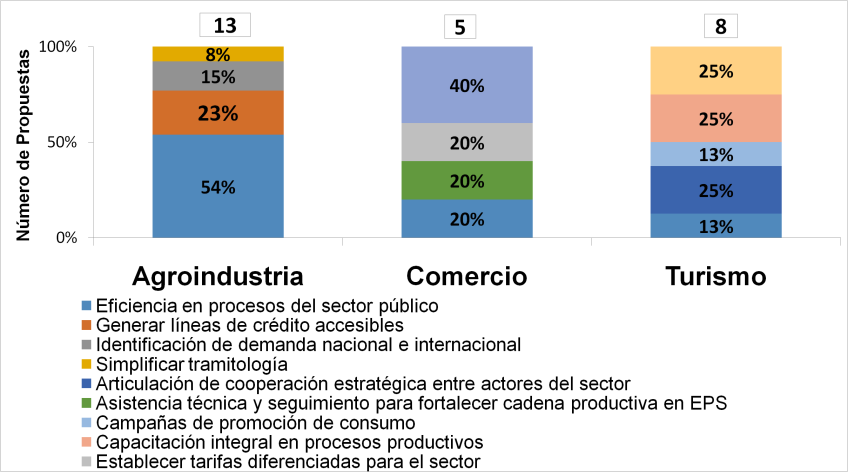 13
5
8
Número de Propuestas
100%
50%
0%
8%
15%
23%
54%
40%
20%
20%
20%
25%
25%
13%
25%
13%
Agroindustria
Comercio
Turismo
Eficiencia en procesos del sector público
Generar líneas de crédito accesibles
Identificación de demanda nacional e internacional
Simplificar tramitología
Articulación de cooperación estratégica entre actores del sector
Asistencia técnica y seguimiento para fortalecer cadena productiva en EPS
Campañas de promoción de consumo
Capacitación integral en procesos productivos
Establecer tarifas diferenciadas para el sector